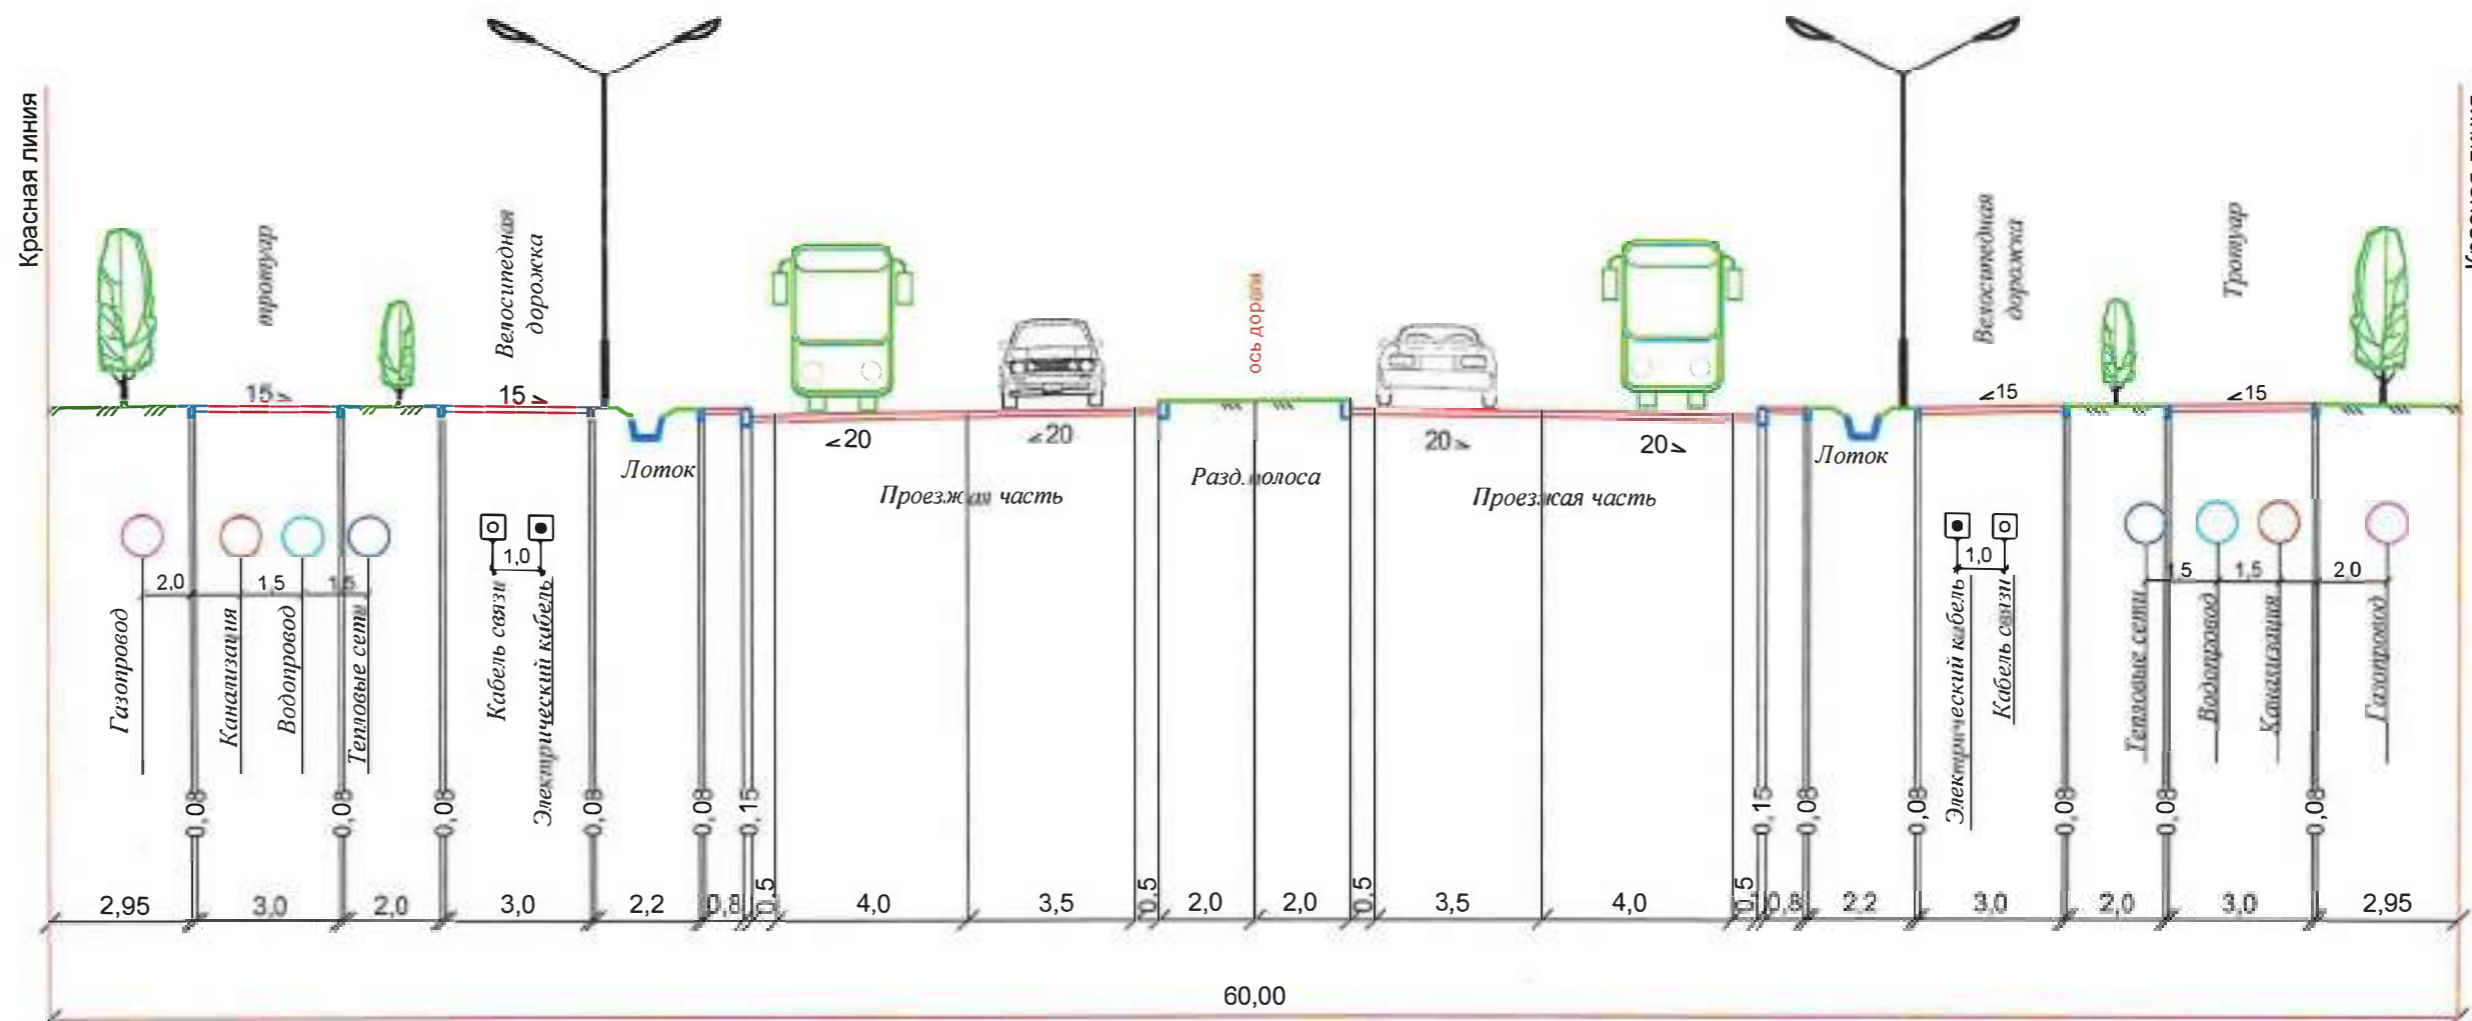 Красная линия
тротуар
Велосипедная
дорожка
ось дороги
Велосипедная
дорожка
Тротуар
15
15
20
20
20
20
15
15
Лоток
Проезжая часть
Разд.полоса
Проезжая часть
Лоток
2,0
1,5
1,5
1,0
1,0
1,5
1,5
2,0
Газопровод
Канализация
Водопровод
Тепловые сети
Кабель связи
Электрический кабель
Электрический кабель
Кабель связи
Тепловые сети
Водопровод
Канализация
Газопровод
0,08
0,08
0,08
0,08
0,08
0,15
0,15
0,08
0,08
0,08
0,08
0,08
2,95
3,0
2,0
3,0
2,2
0,8
0,5
4,0
3,5
0,5
2,0
2,0
0,5
3,5
4,0
0,5
0,8
2,2
3,0
2,0
3,0
2,95
60,00